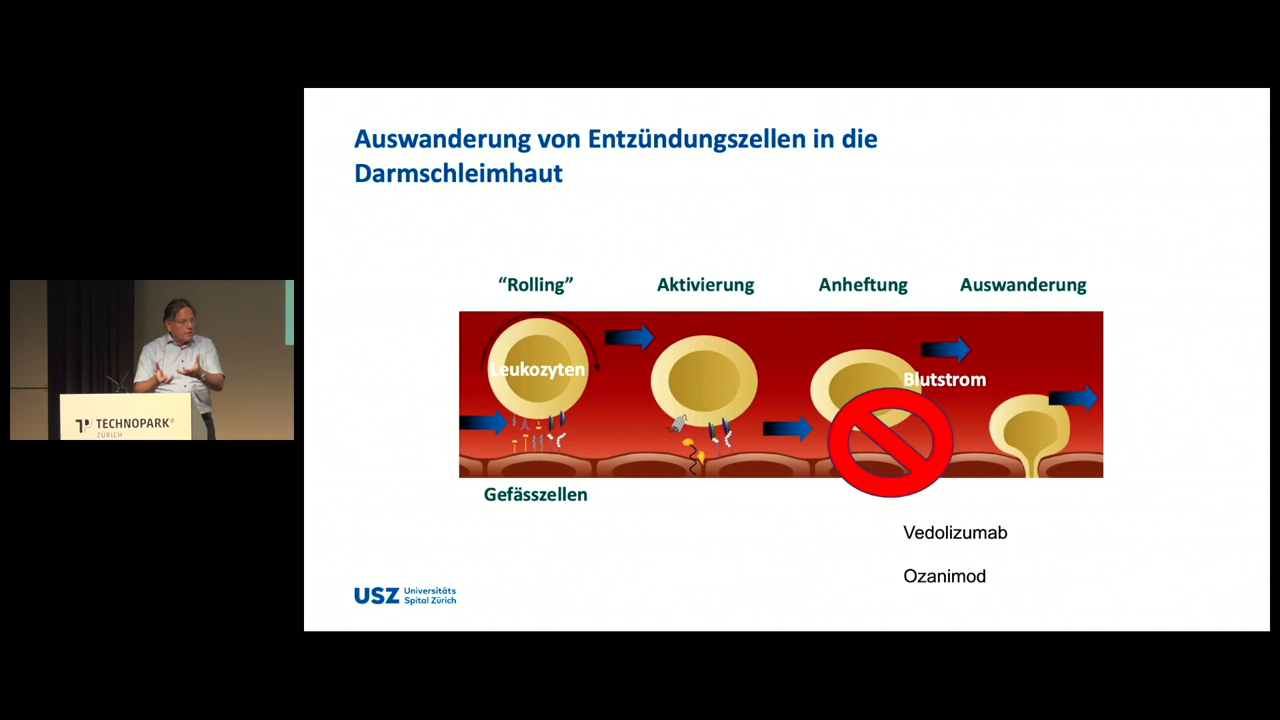 Auswanderung von Entzündungszellen in die
Darmschleimhaut
“Rolling”
Aktivierung
Anheftung
Auswanderung
Leukozyten
Blutstrom
Gefässzellen
Vedolizumab
Ozanimod
USZ Universitäts
Spital Zürich
TECHNOPARK®
ZÜRICH